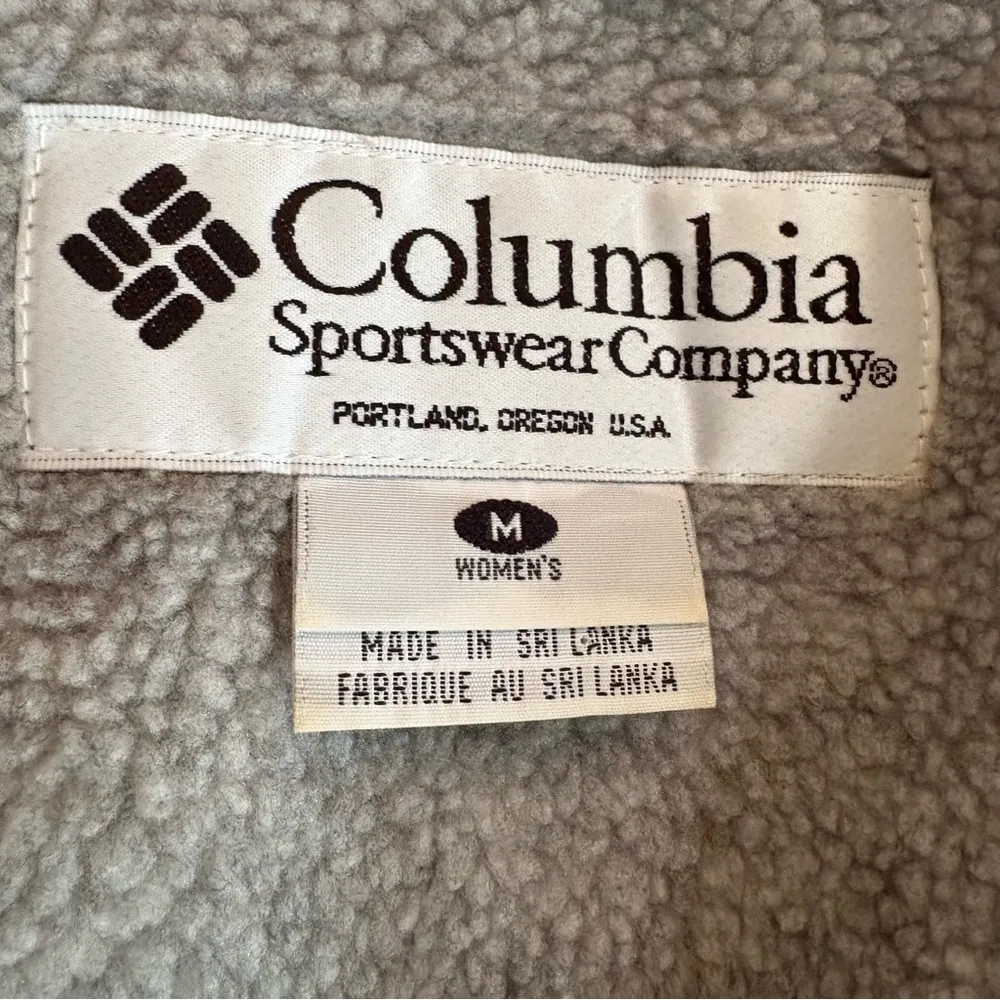 Columbia
Sportswear Company®
PORTLAND, OREGON U.S.A.
M
WOMEN'S
MADE IN SRI LANKA
FABRIQUE AU SRI LANKA